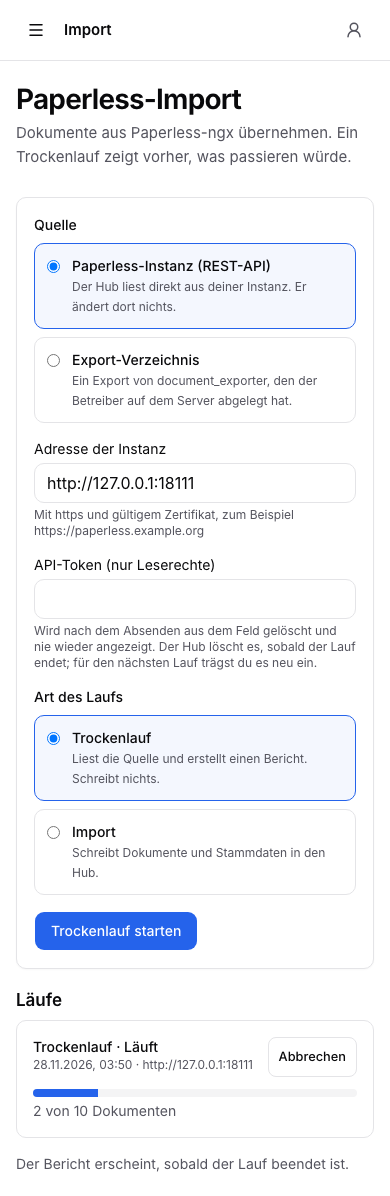 Import
Paperless-Import
Dokumente aus Paperless-ngx übernehmen. Ein
Trockenlauf zeigt vorher, was passieren würde.
Quelle
Paperless-Instanz (REST-API)
Der Hub liest direkt aus deiner Instanz. Er
ändert dort nichts.
Export-Verzeichnis
Ein Export von document_exporter, den der
Betreiber auf dem Server abgelegt hat.
Adresse der Instanz
http://127.0.0.1:18111
Mit https und gültigem Zertifikat, zum Beispiel
https://paperless.example.org
API-Token (nur Leserechte)
Wird nach dem Absenden aus dem Feld gelöscht und
nie wieder angezeigt. Der Hub löscht es, sobald der Lauf
endet; für den nächsten Lauf trägst du es neu ein.
Art des Laufs
Trockenlauf
Liest die Quelle und erstellt einen Bericht.
Schreibt nichts.
Import
Schreibt Dokumente und Stammdaten in den
Hub.
Trockenlauf starten
Läufe
Trockenlauf · Läuft
28.11.2026, 03:50 · http://127.0.0.1:18111
Abbrechen
2 von 10 Dokumenten
Der Bericht erscheint, sobald der Lauf beendet ist.